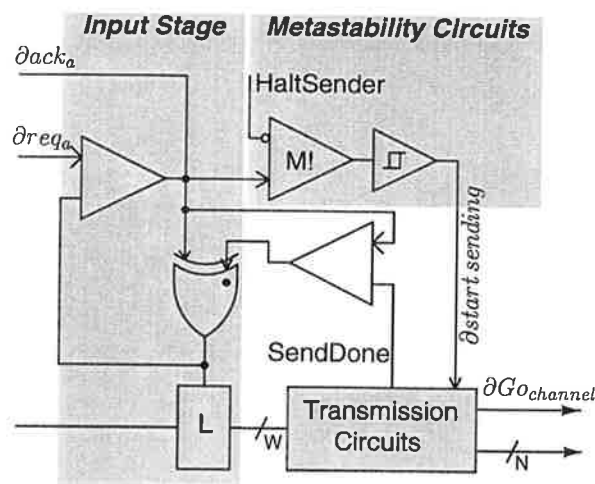 Input Stage
Metastability Circuits
∂ack_a
HaltSender
∂req_a
M!
∂start sending
SendDone
∂Go_channel
L
W
Transmission
Circuits
N